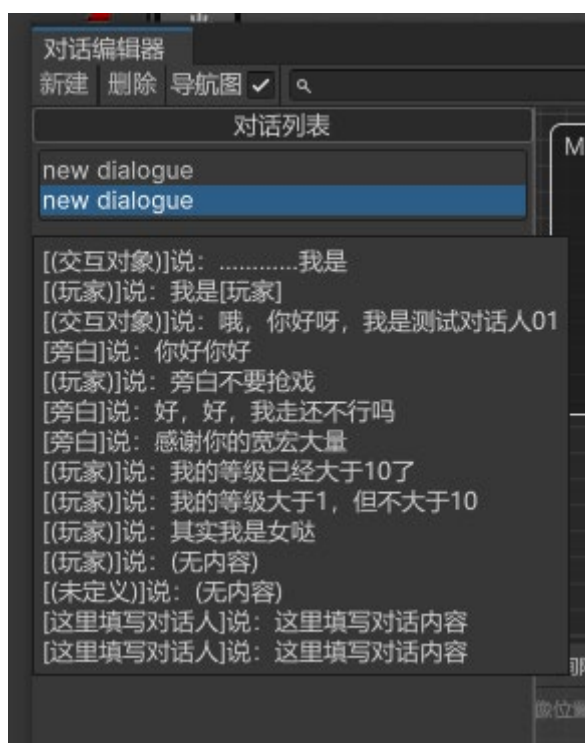 对话编辑器
新建 删除 导航图
对话列表
M
new dialogue
new dialogue
[(交互对象)]说：............我是
[(玩家)]说：我是[玩家]
[(交互对象)]说：哦，你好呀，我是测试对话人01
[旁白]说：你好你好
[(玩家)]说：旁白不要抢戏
[旁白]说：好，好，我走还不行吗
[旁白]说：感谢你的宽宏大量
[(玩家)]说：我的等级已经大于10了
[(玩家)]说：我的等级大于1，但不大于10
[(玩家)]说：其实我是女哒
[(玩家)]说：(无内容)
[(未定义)]说：(无内容)
[这里填写对话人]说：这里填写对话内容
[这里填写对话人]说：这里填写对话内容
像位